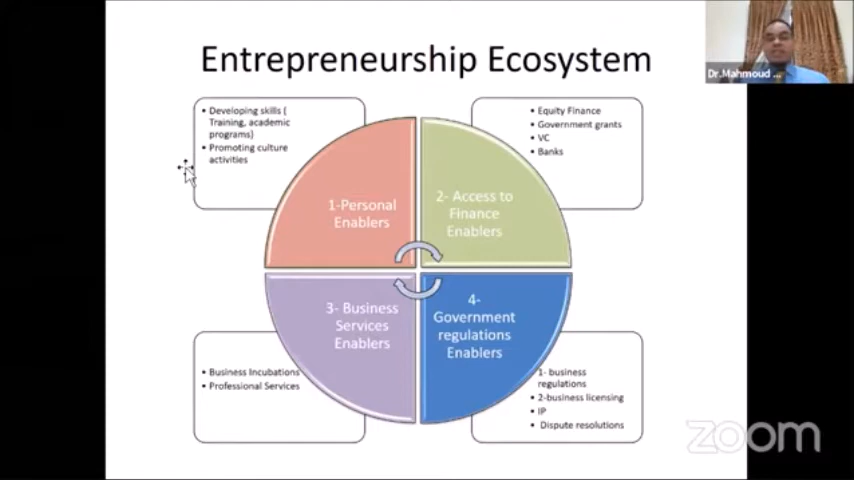 Entrepreneurship Ecosystem
Dr.Mahmoud ...
• Developing skills (
Training, academic
programs)
• Promoting culture
activities
• Equity Finance
• Government grants
• VC
• Banks
1-Personal
Enablers
2- Access to
Finance
Enablers
3- Business
Services
Enablers
4-
Government
regulations
Enablers
• Business Incubations
• Professional Services
1- business
regulations
• 2-business licensing
• IP
• Dispute resolutions
zoom